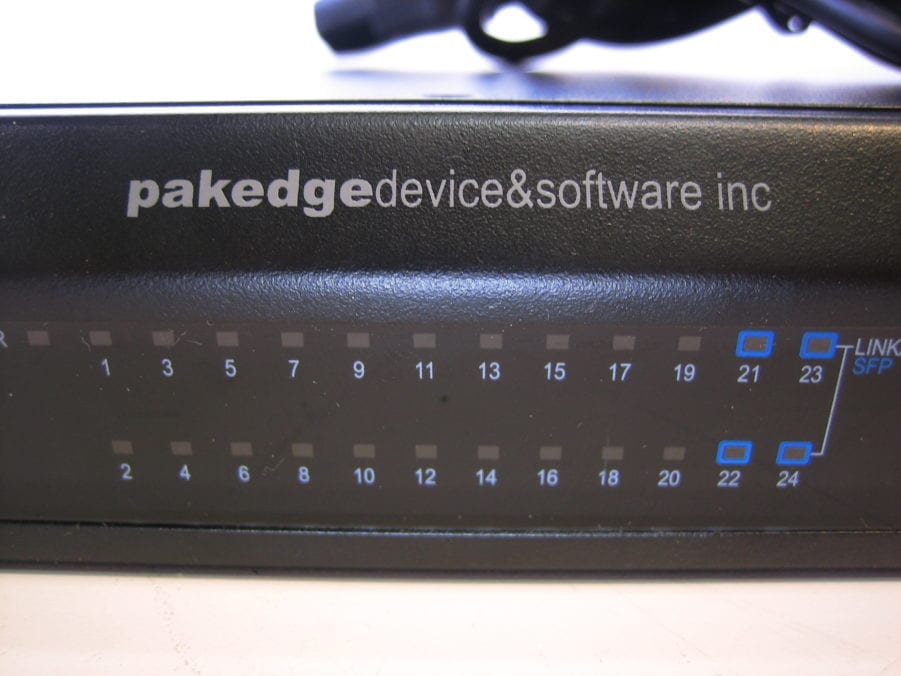 pakedgedevice&software inc
R 1 3 5 7 9 11 13 15 17 19 21 23 LINK
SFP
2 4 6 8 10 12 14 16 18 20 22 24